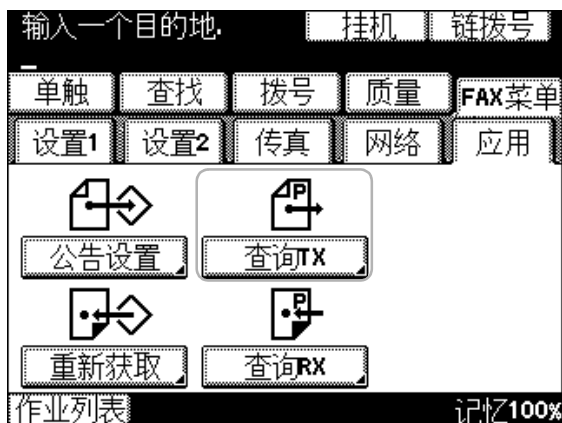 输入一个目的地. 挂机 链拨号
单触 查找 拨号 质量 FAX菜单
设置1 设置2 传真 网络 应用
P
公告设置 查询TX
P
重新获取 查询RX
作业列表 记忆100%